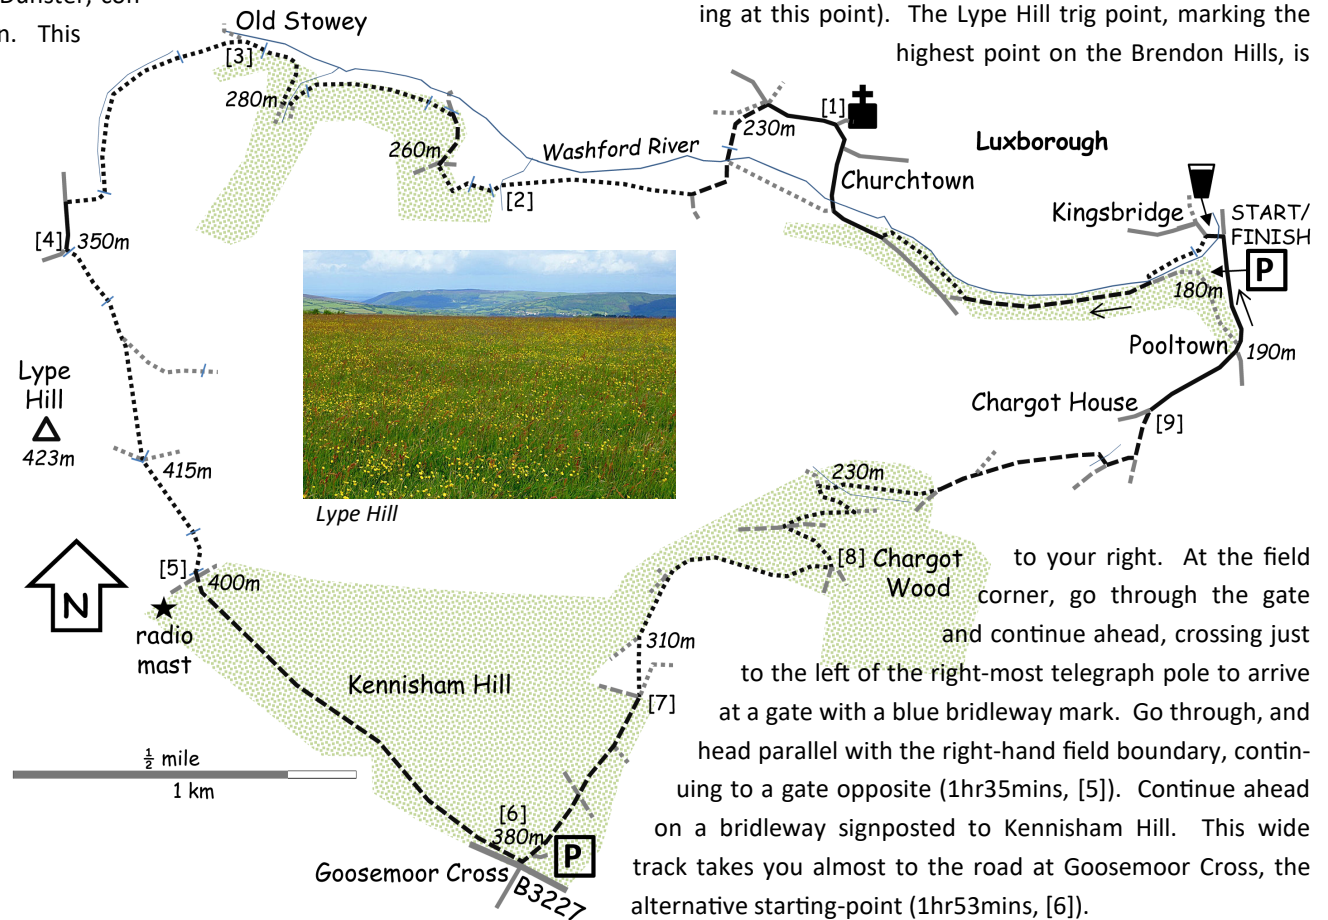 Dunster, con
n. This
ing at this point). The Lype Hill trig point, marking the
highest point on the Brendon Hills, is
Old Stowey
[3]
280m
260m
[2]
Washford River
230m
[1]
Churchtown
Luxborough
Kingsbridge
START/
FINISH
P
180m
Pooltown
190m
Chargot House
[9]
[4]
350m
Lype
Hill
423m
415m
Lype Hill
230m
[8]
Chargot
Wood
[5]
400m
N
radio
mast
Kennisham Hill
310m
[7]
½ mile
1 km
[6]
380m
P
Goosemoor Cross
B3227
to your right. At the field
corner, go through the gate
and continue ahead, crossing just
to the left of the right-most telegraph pole to arrive
at a gate with a blue bridleway mark. Go through, and
head parallel with the right-hand field boundary, contin-
uing to a gate opposite (1hr35mins, [5]). Continue ahead
on a bridleway signposted to Kennisham Hill. This wide
track takes you almost to the road at Goosemoor Cross, the
alternative starting-point (1hr53mins, [6]).